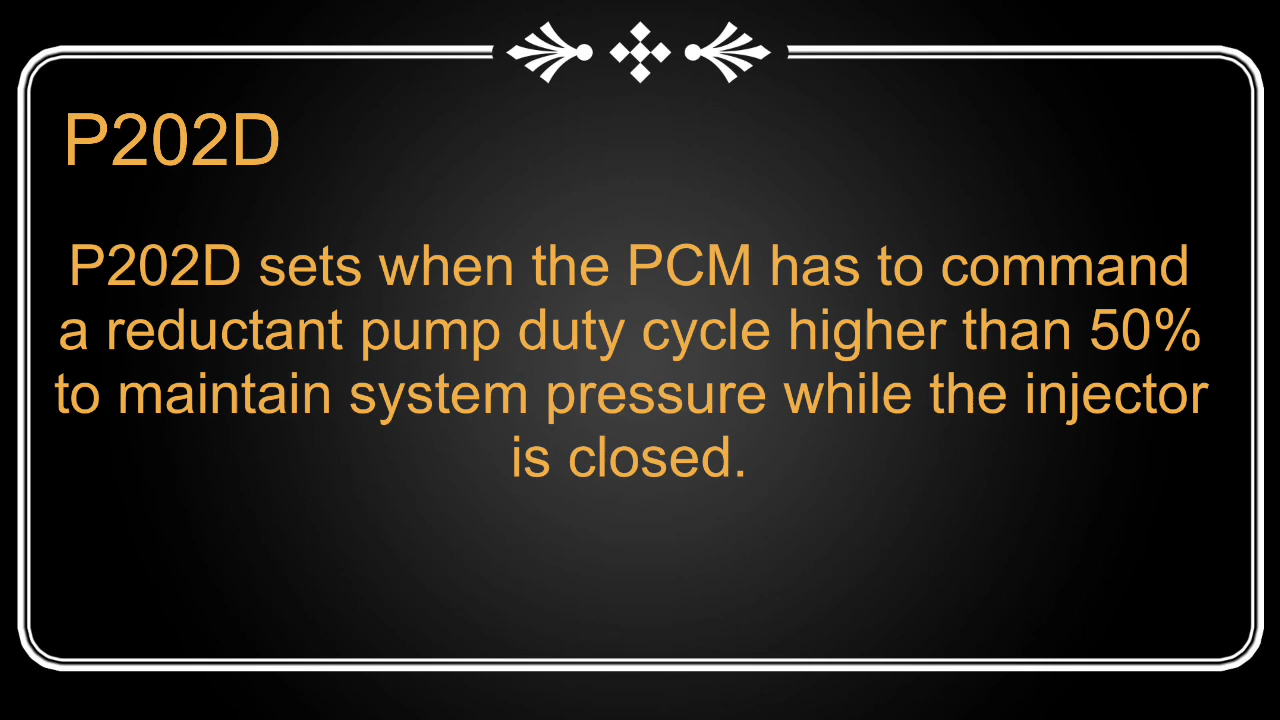 P202D
P202D sets when the PCM has to command
a reductant pump duty cycle higher than 50%
to maintain system pressure while the injector
is closed.